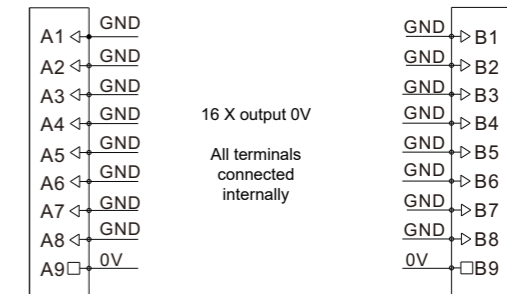 A1 GND
A2 GND
A3 GND
A4 GND
A5 GND
A6 GND
A7 GND
A8 GND
A9 0V
16 X output 0V
All terminals
connected
internally
GND B1
GND B2
GND B3
GND B4
GND B5
GND B6
GND B7
GND B8
0V B9